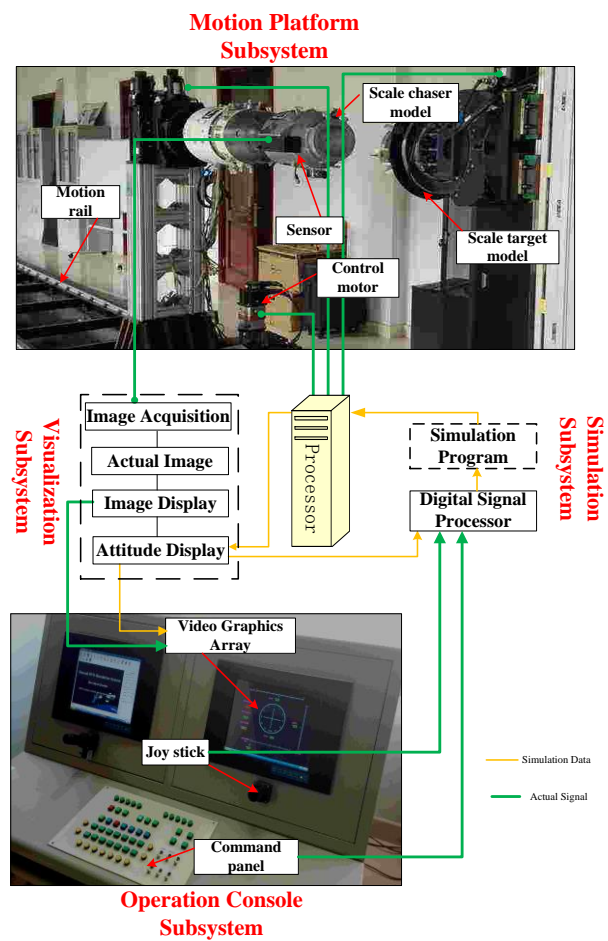 Motion Platform
Subsystem
Scale chaser
model
Motion
rail
Sensor
Scale target
model
Control
motor
Visualization
Subsystem
Image Acquisition
Actual Image
Image Display
Attitude Display
Processor
Simulation
Program
Digital Signal
Processor
Simulation
Subsystem
Video Graphics
Array
Joy stick
Command
panel
Simulation Data
Actual Signal
Operation Console
Subsystem